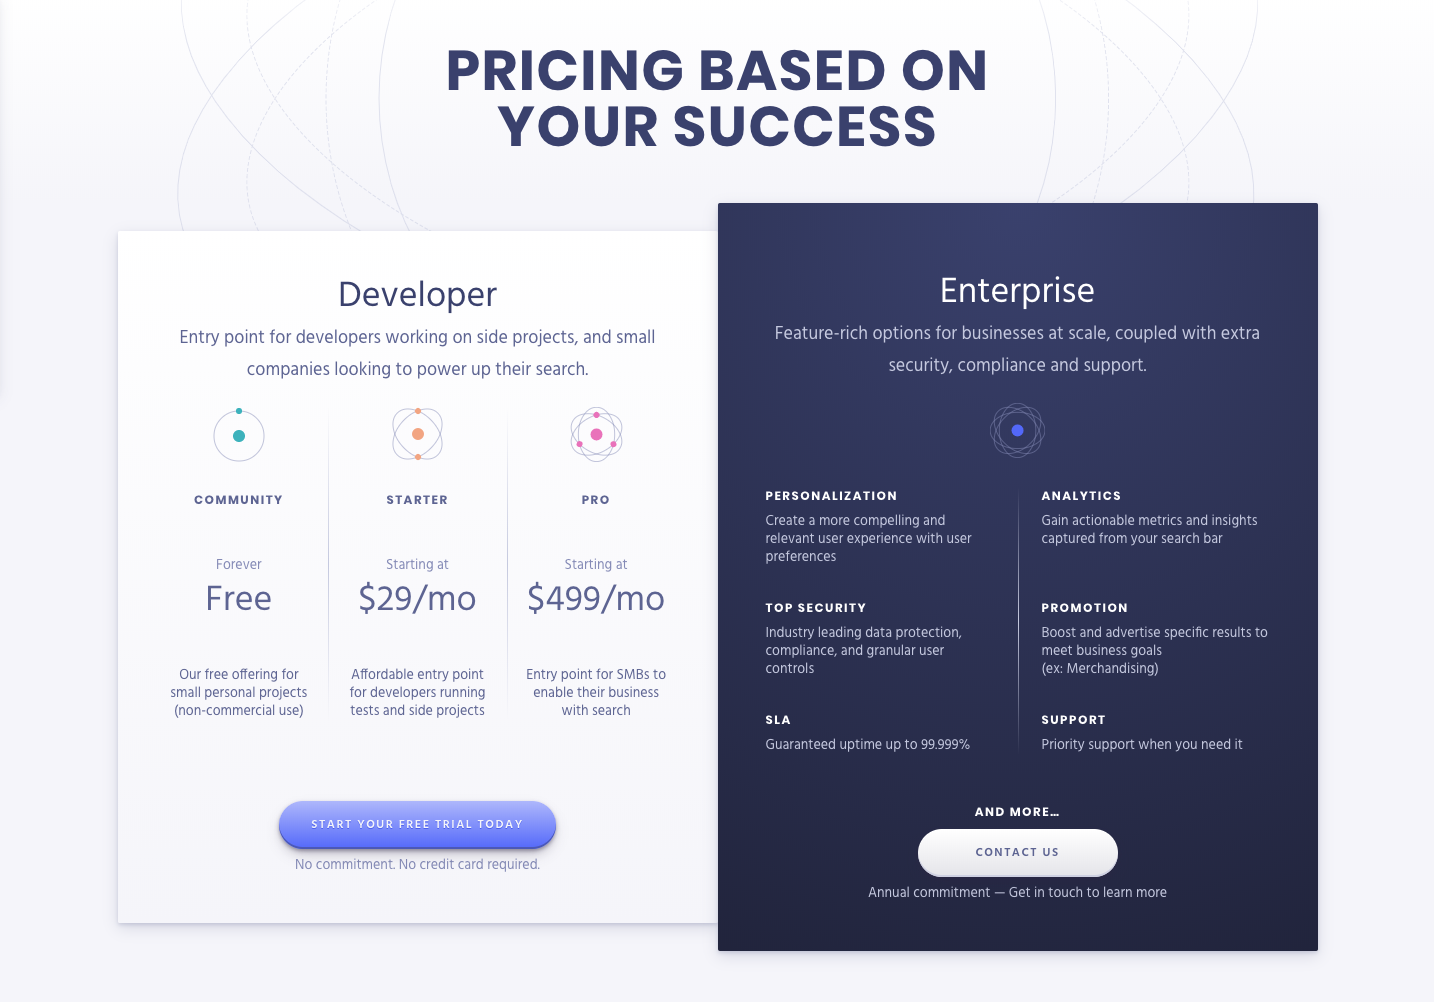 PRICING BASED ON
YOUR SUCCESS
Developer
Entry point for developers working on side projects, and small
companies looking to power up their search.
COMMUNITY
Forever
Free
Our free offering for
small personal projects
(non-commercial use)
STARTER
Starting at
$29/mo
Affordable entry point
for developers running
tests and side projects
PRO
Starting at
$499/mo
Entry point for SMBs to
enable their business
with search
START YOUR FREE TRIAL TODAY
No commitment. No credit card required.
Enterprise
Feature-rich options for businesses at scale, coupled with extra
security, compliance and support.
PERSONALIZATION
Create a more compelling and
relevant user experience with user
preferences
ANALYTICS
Gain actionable metrics and insights
captured from your search bar
TOP SECURITY
Industry leading data protection,
compliance, and granular user
controls
PROMOTION
Boost and advertise specific results to
meet business goals
(ex: Merchandising)
SLA
Guaranteed uptime up to 99.999%
SUPPORT
Priority support when you need it
AND MORE…
CONTACT US
Annual commitment — Get in touch to learn more